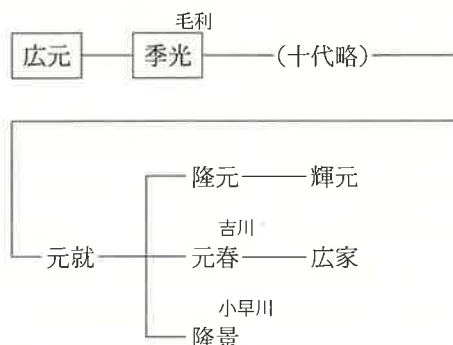 毛利
広元 季光 (十代略)
隆元 輝元
吉川
元就 元春 広家
小早川
隆景